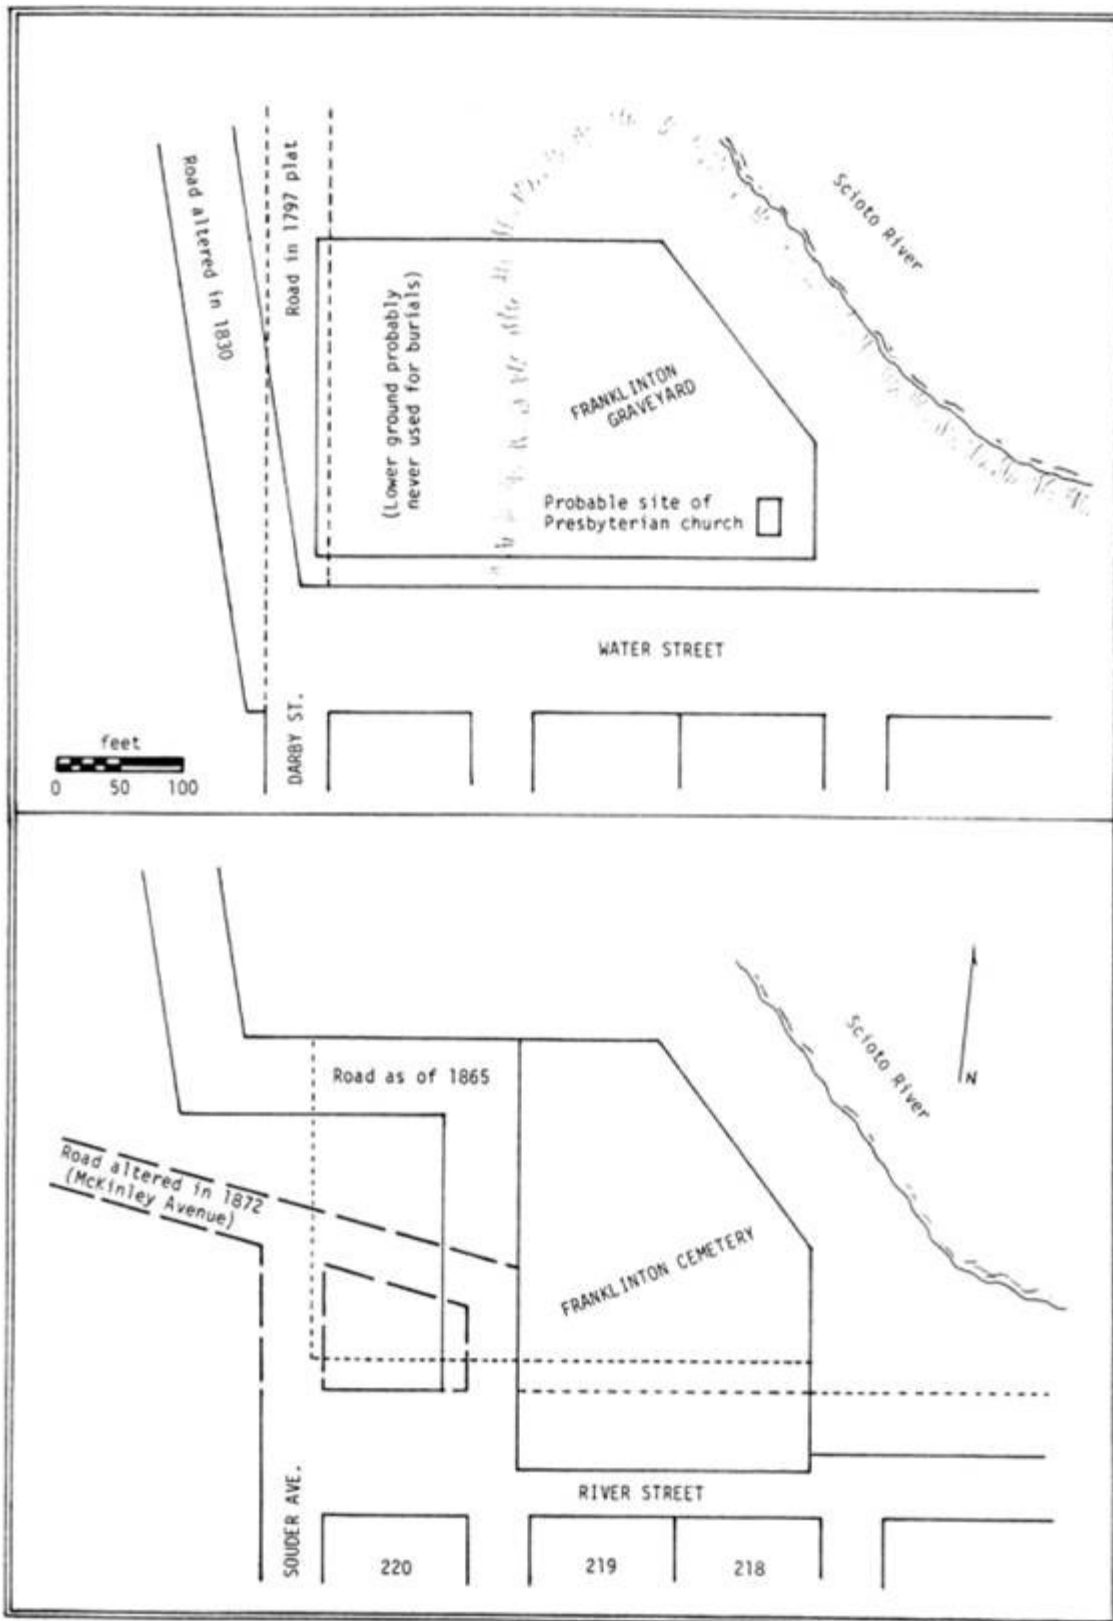 Road altered in 1830
Road in 1797 plat
(Lower ground probably
never used for burials)
Scioto River
FRANKLINTON
GRAVEYARD
Probable site of
Presbyterian church
WATER STREET
DARBY ST.
feet
0 50 100
Scioto River
N
Road as of 1865
Road altered in 1872
(McKinley Avenue)
FRANKLINTON CEMETERY
SOUDER AVE.
RIVER STREET
220 219 218